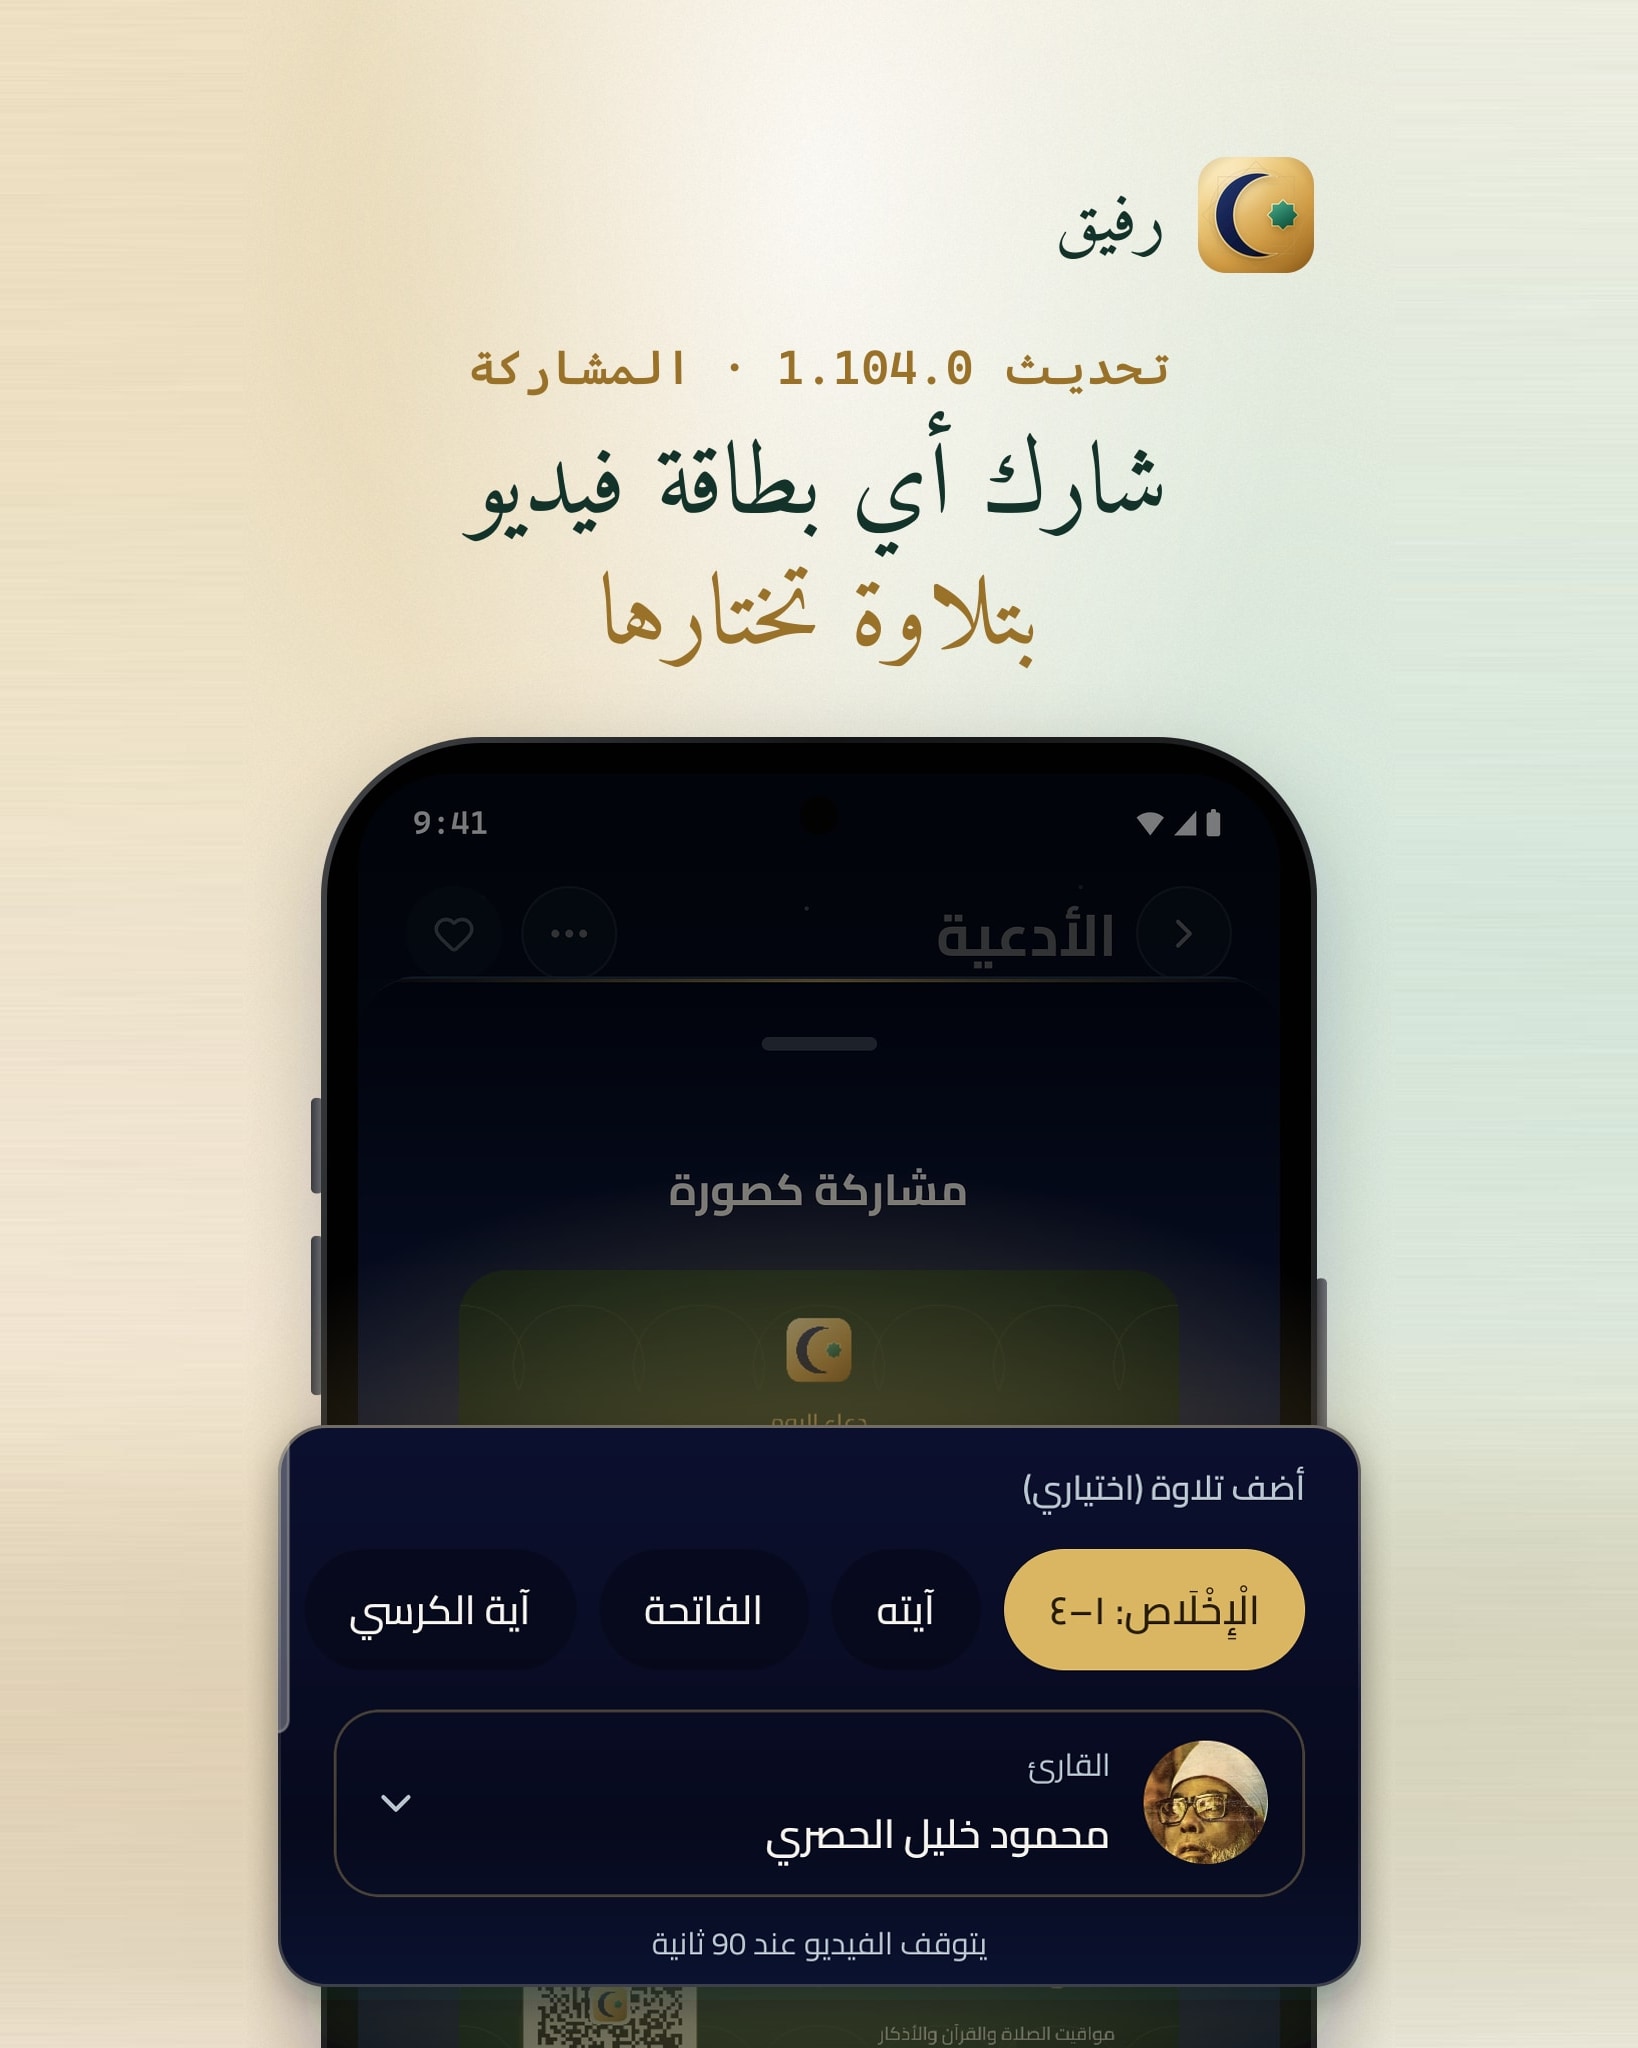 رفيق
تحديث 1.104.0 · المشاركة
شارك أي بطاقة فيديو
بتلاوة تختارها
9:41
الأدعية
مشاركة كصورة
دعاء اليوم
أضف تلاوة (اختياري)
الْإِخْلَاص: ١–٤
آيته
الفاتحة
آية الكرسي
القارئ
محمود خليل الحصري
يتوقف الفيديو عند 90 ثانية
مواقيت الصلاة والقرآن والأذكار